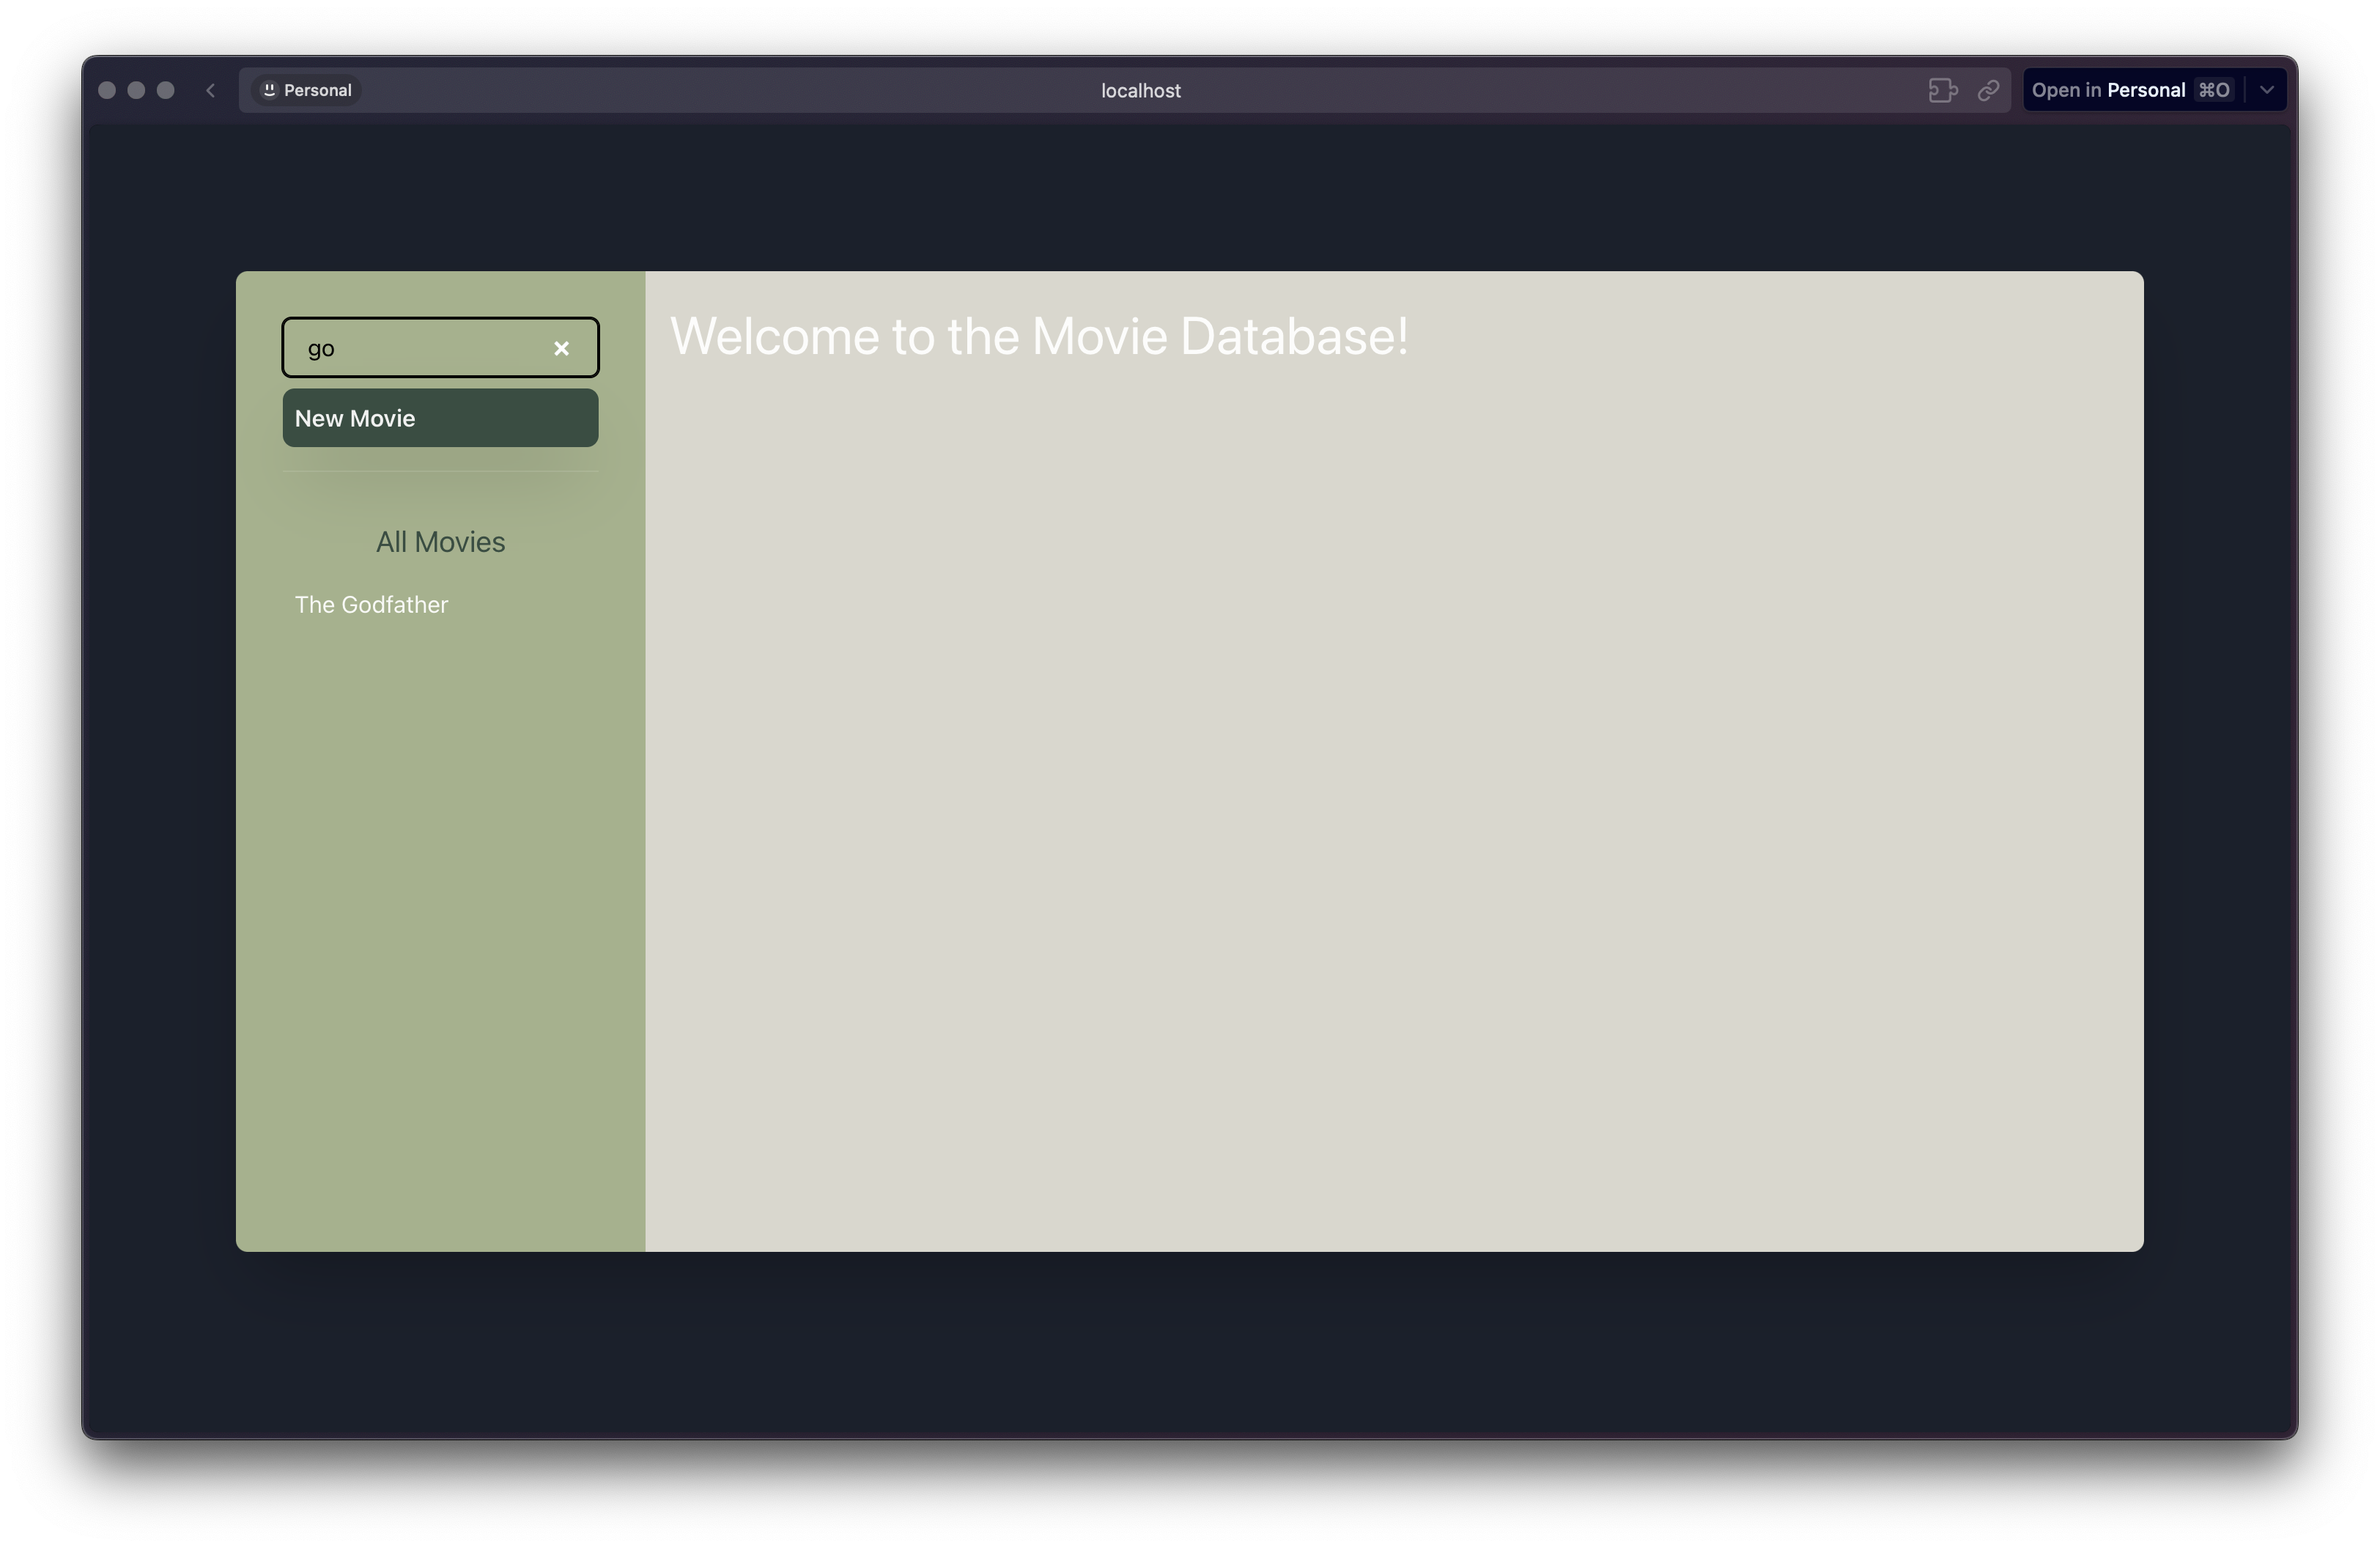 Personal
localhost
Open in Personal ⌘O
go
New Movie
All Movies
The Godfather
Welcome to the Movie Database!